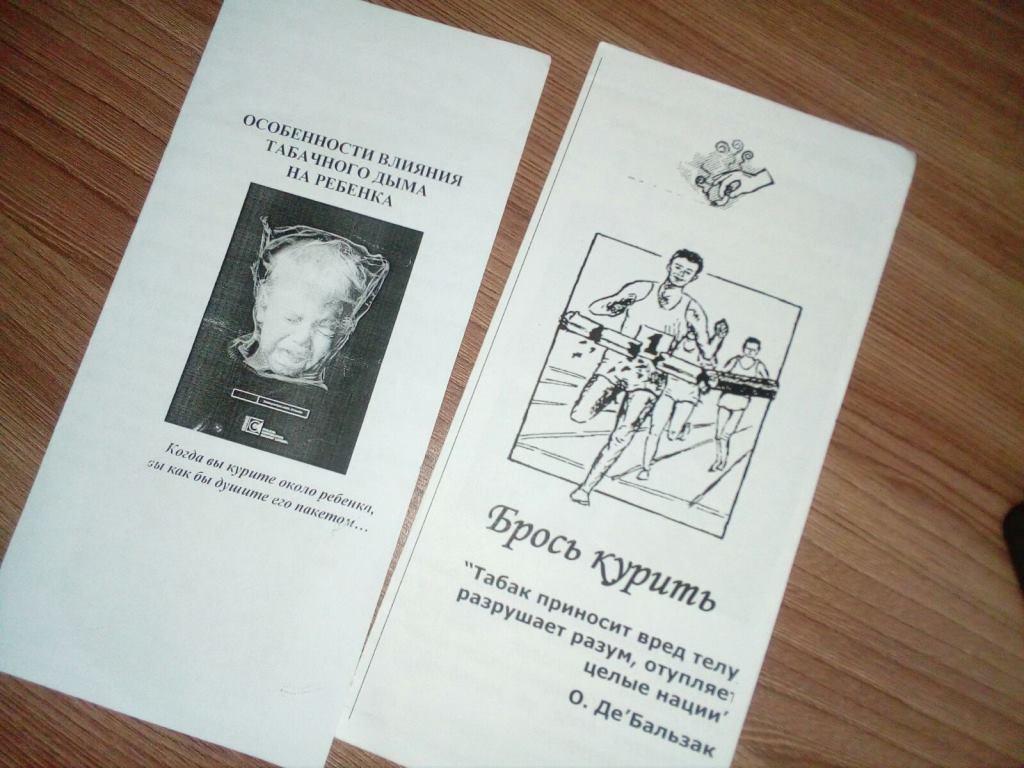 ОСОБЕННОСТИ ВЛИЯНИЯ
ТАБАЧНОГО ДЫМА
НА РЕБЕНКА
Когда вы курите около ребенка,
вы как бы душите его пакетом...
1
Брось курить
"Табак приносит вред телу
разрушает разум, отупляет
целые нации"
О. Де'Бальзак